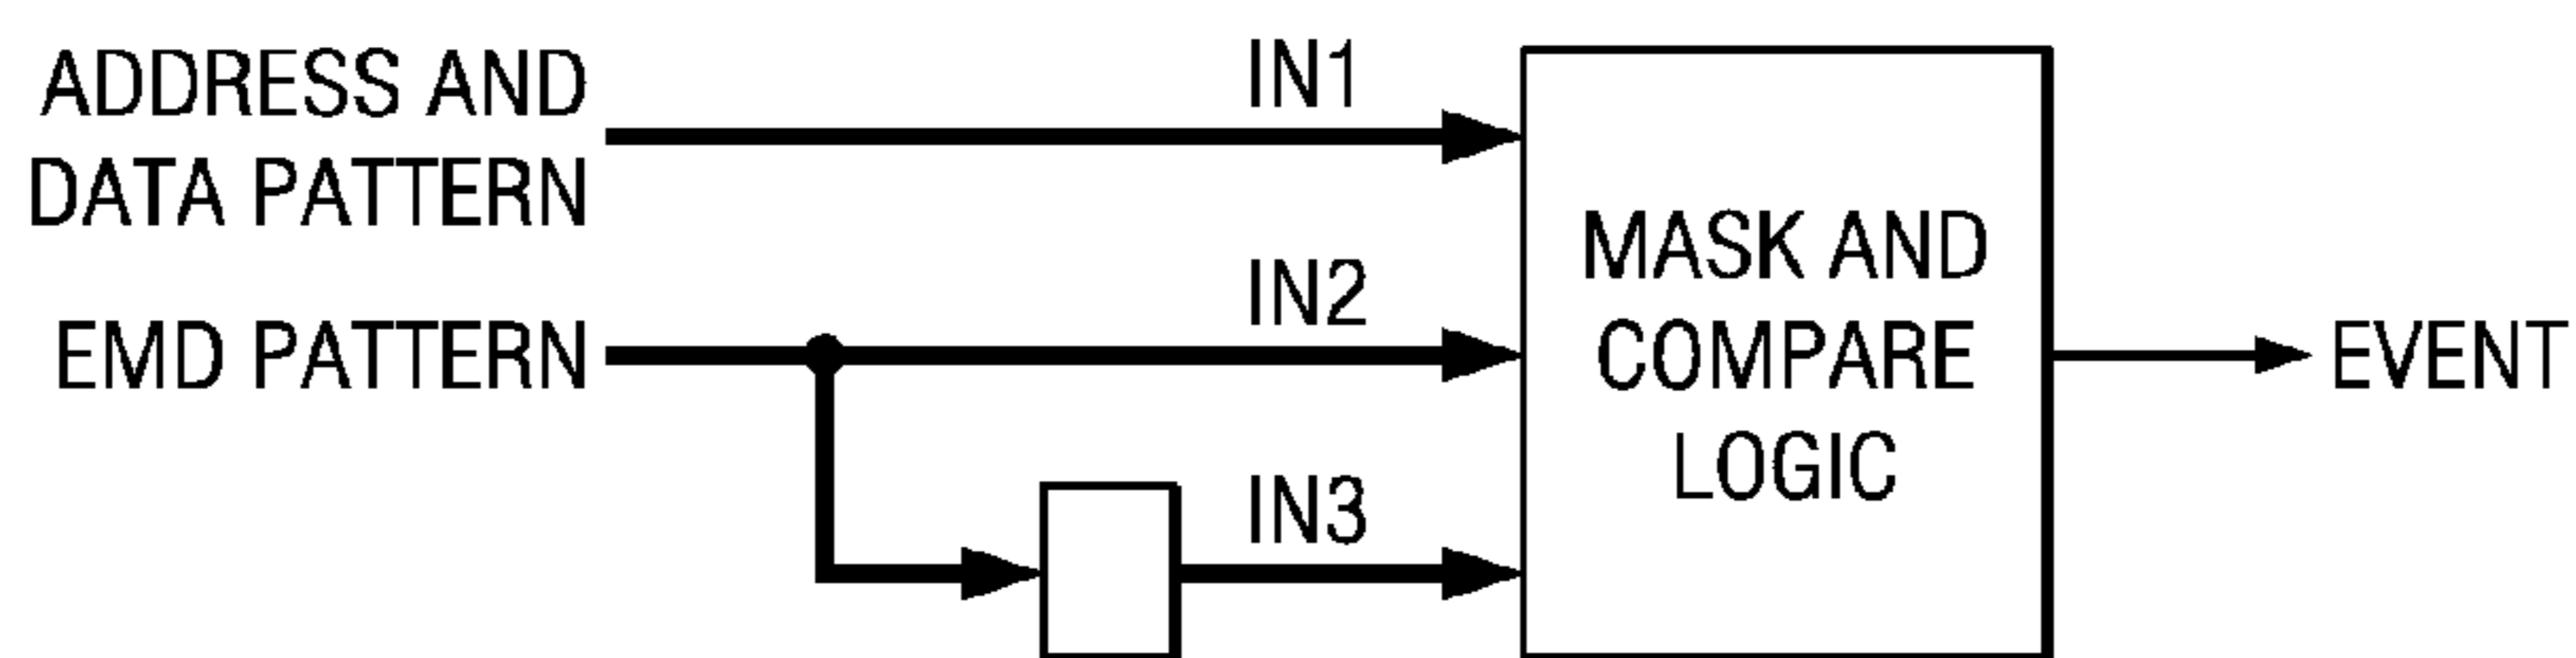 ADDRESS AND
DATA PATTERN
IN1
EMD PATTERN
IN2
IN3
MASK AND
COMPARE
LOGIC
EVENT